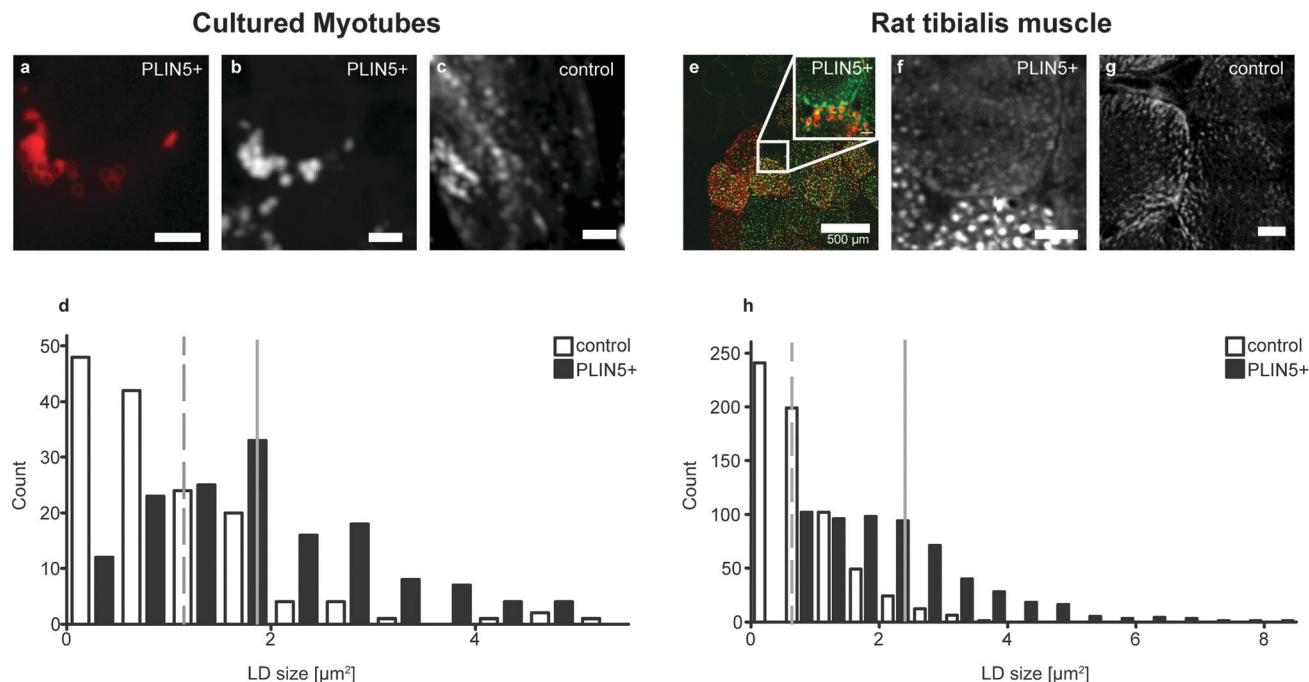 Cultured Myotubes
Rat tibialis muscle
a
PLIN5+
b
PLIN5+
c
control
e
PLIN5+
500 µm
f
PLIN5+
g
control
d
50
40
30
20
10
0
Count
0
2
4
LD size [µm²]
control
PLIN5+
h
250
200
150
100
50
0
Count
0
2
4
6
8
LD size [µm²]
control
PLIN5+